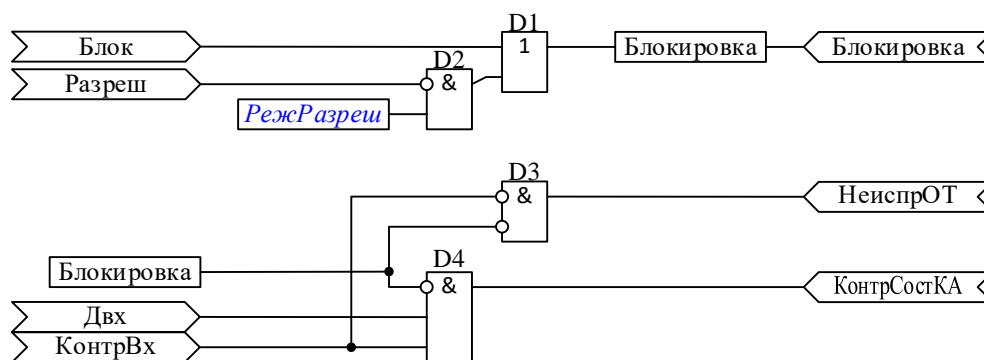 D1
Блок
1
Блокировка
Блокировка
D2
Разреш
&
РежРазреш
D3
&
НеиспрОТ
Блокировка
D4
&
КонтрСостКА
Двх
КонтрВх